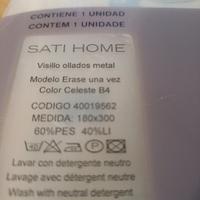 CONTIENE 1 UNIDAD
CONTEM 1 UNIDADE
SATI HOME
Visillo ollados metal
Modelo Erase una vez
Color Celeste B4
CODIGO 40019562
MEDIDA: 180x300
60%PES 40%LI
Lavar con detergente neutro
Lavage avec détergent neutre
Wash with neutral detergent